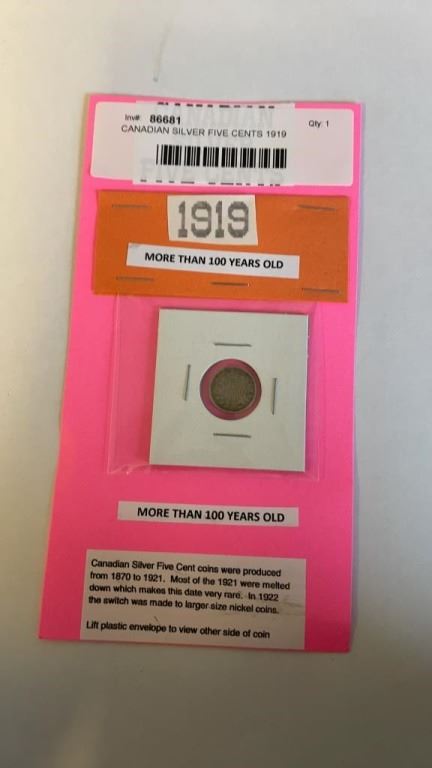 CANADIAN
Inv#: 86681 Qty: 1
CANADIAN SILVER FIVE CENTS 1919
FIVE CENTS
1919
MORE THAN 100 YEARS OLD
MORE THAN 100 YEARS OLD
Canadian Silver Five Cent coins were produced
from 1870 to 1921. Most of the 1921 were melted
down which makes this date very rare. In 1922
the switch was made to larger size nickel coins.
Lift plastic envelope to view other side of coin